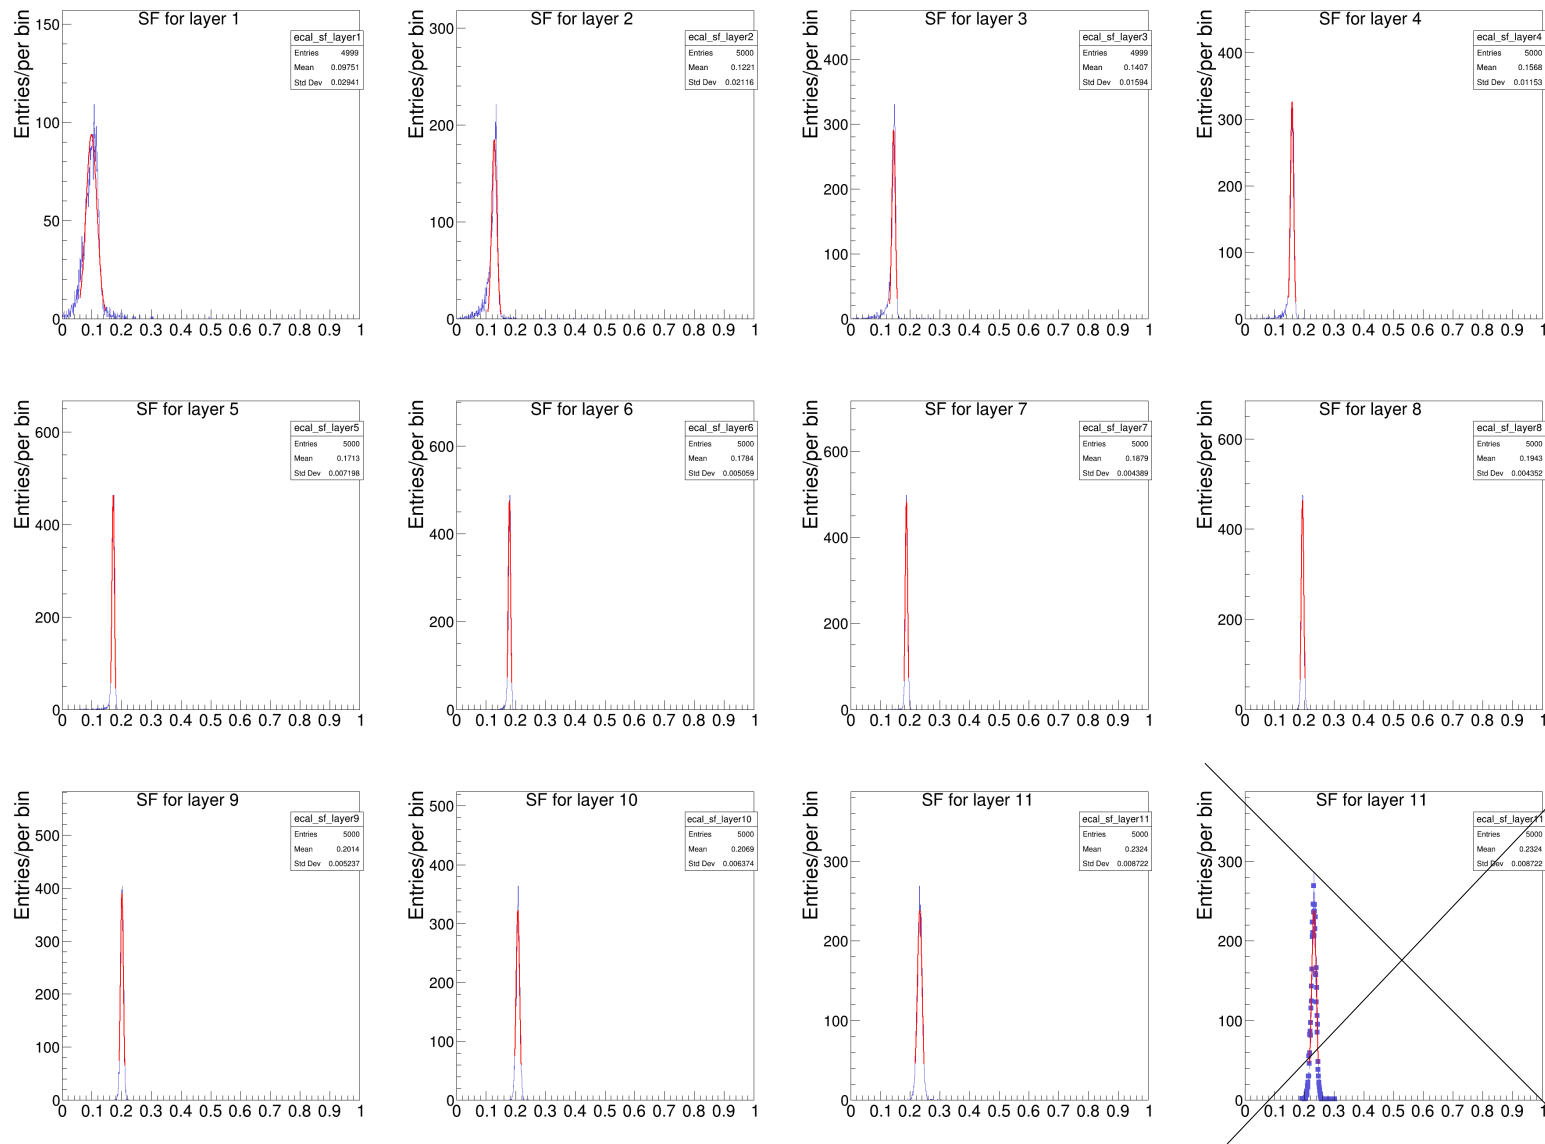 SF for layer 1
Entries/per bin
ecal_sf_layer1
Entries 4999
Mean 0.09751
Std Dev 0.02941
150
100
50
0
0 0.1 0.2 0.3 0.4 0.5 0.6 0.7 0.8 0.9 1
SF for layer 2
Entries/per bin
ecal_sf_layer2
Entries 5000
Mean 0.1221
Std Dev 0.02116
300
200
100
0
0 0.1 0.2 0.3 0.4 0.5 0.6 0.7 0.8 0.9 1
SF for layer 3
Entries/per bin
ecal_sf_layer3
Entries 4999
Mean 0.1407
Std Dev 0.01594
400
300
200
100
0
0 0.1 0.2 0.3 0.4 0.5 0.6 0.7 0.8 0.9 1
SF for layer 4
Entries/per bin
ecal_sf_layer4
Entries 5000
Mean 0.1568
Std Dev 0.01153
400
300
200
100
0
0 0.1 0.2 0.3 0.4 0.5 0.6 0.7 0.8 0.9 1
SF for layer 5
Entries/per bin
ecal_sf_layer5
Entries 5000
Mean 0.1713
Std Dev 0.007198
600
400
200
0
0 0.1 0.2 0.3 0.4 0.5 0.6 0.7 0.8 0.9 1
SF for layer 6
Entries/per bin
ecal_sf_layer6
Entries 5000
Mean 0.1784
Std Dev 0.005059
600
400
200
0
0 0.1 0.2 0.3 0.4 0.5 0.6 0.7 0.8 0.9 1
SF for layer 7
Entries/per bin
ecal_sf_layer7
Entries 5000
Mean 0.1879
Std Dev 0.004389
600
400
200
0
0 0.1 0.2 0.3 0.4 0.5 0.6 0.7 0.8 0.9 1
SF for layer 8
Entries/per bin
ecal_sf_layer8
Entries 5000
Mean 0.1943
Std Dev 0.004352
600
400
200
0
0 0.1 0.2 0.3 0.4 0.5 0.6 0.7 0.8 0.9 1
SF for layer 9
Entries/per bin
ecal_sf_layer9
Entries 5000
Mean 0.2014
Std Dev 0.005237
500
400
300
200
100
0
0 0.1 0.2 0.3 0.4 0.5 0.6 0.7 0.8 0.9 1
SF for layer 10
Entries/per bin
ecal_sf_layer10
Entries 5000
Mean 0.2069
Std Dev 0.006374
500
400
300
200
100
0
0 0.1 0.2 0.3 0.4 0.5 0.6 0.7 0.8 0.9 1
SF for layer 11
Entries/per bin
ecal_sf_layer11
Entries 5000
Mean 0.2324
Std Dev 0.008722
300
200
100
0
0 0.1 0.2 0.3 0.4 0.5 0.6 0.7 0.8 0.9 1
SF for layer 11
Entries/per bin
ecal_sf_layer11
Entries 5000
Mean 0.2324
Std Dev 0.008722
300
200
100
0
0 0.1 0.2 0.3 0.4 0.5 0.6 0.7 0.8 0.9 1